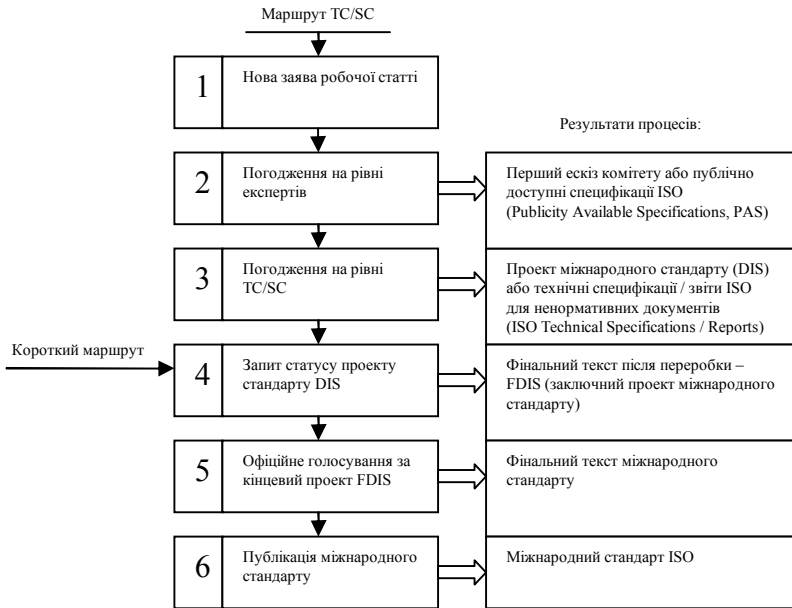 Маршрут TC/SC
1
Нова заява робочої статті
Результати процесів:
2
Погодження на рівні
експертів
Перший ескіз комітету або публічно
доступні специфікації ISO
(Publicity Available Specifications, PAS)
3
Погодження на рівні
TC/SC
Проект міжнародного стандарту (DIS)
або технічні специфікації / звіти ISO
для ненормативних документів
(ISO Technical Specifications / Reports)
Короткий маршрут
4
Запит статусу проекту
стандарту DIS
Фінальний текст після переробки –
FDIS (заключний проект міжнародного
стандарту)
5
Офіційне голосування за
кінцевий проект FDIS
Фінальний текст міжнародного
стандарту
6
Публікація міжнародного
стандарту
Міжнародний стандарт ISO